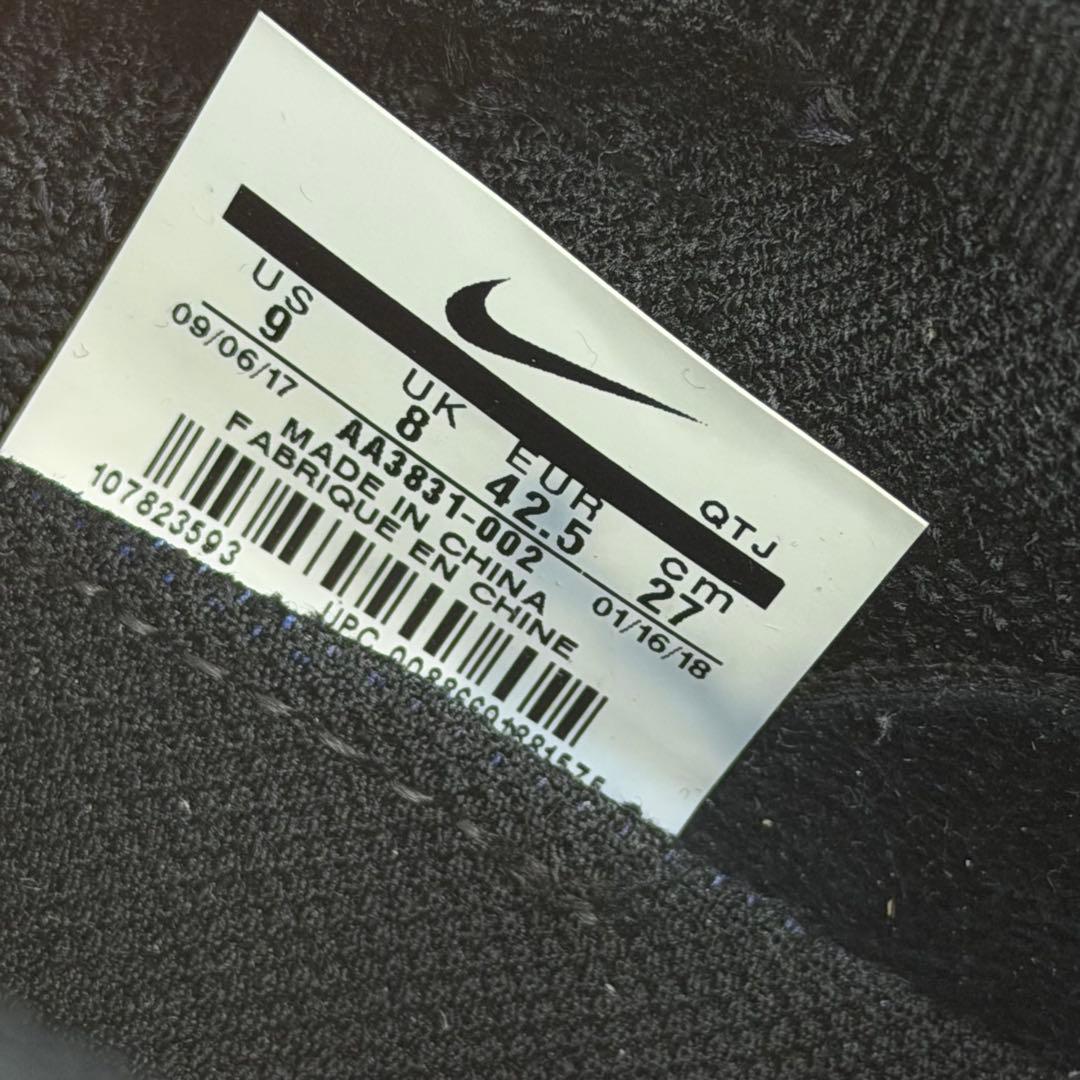 QTJ
US UK EUR cm
9 8 42.5 27
09/06/17 AA3831-002 01/16/18
MADE IN CHINA
FABRIQUE EN CHINE
107823593
UPC